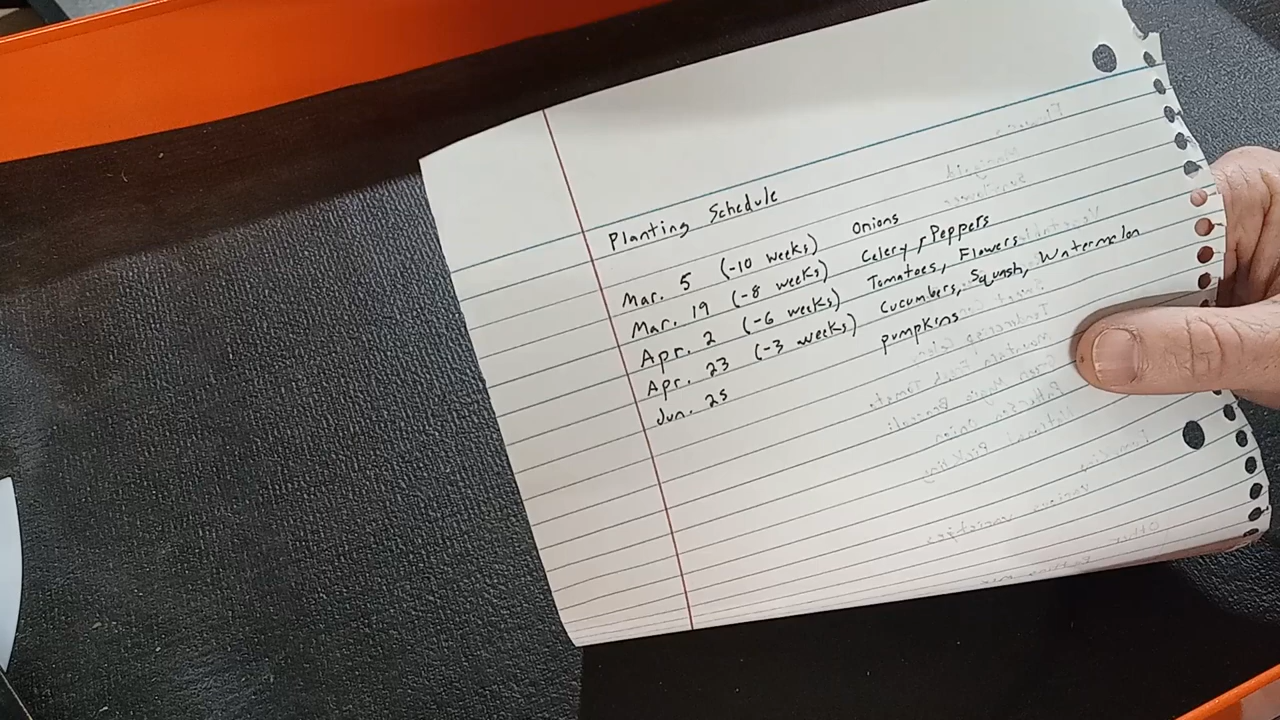 Planting Schedule
Mar. 5 (-10 weeks) Onions
Mar. 19 (-8 weeks) Celery, Peppers
Apr. 2 (-6 weeks) Tomatoes, Flowers
Apr. 23 (-3 weeks) Cucumbers, Squash, Watermelon
Jun. 25 pumpkins